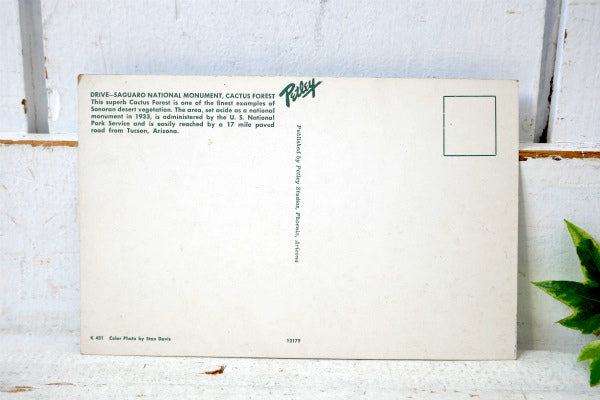 DRIVE—SAGUARO NATIONAL MONUMENT, CACTUS FOREST
This superb Cactus Forest is one of the finest examples of
Sonoran desert vegetation. The area, set aside as a national
monument in 1933, is administered by the U. S. National
Park Service and is easily reached by a 17 mile paved
road from Tucson, Arizona.
Petley
Published by Petley Studios, Phoenix, Arizona
K 451 Color Photo by Stan Davis
12179